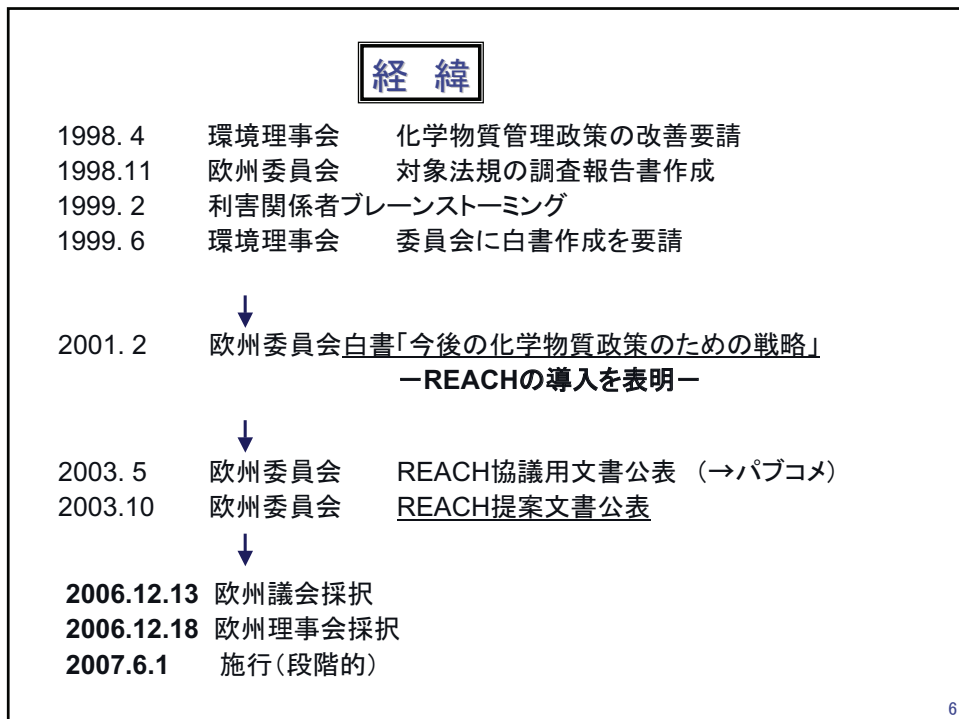 経 緯
1998. 4 環境理事会 化学物質管理政策の改善要請
1998.11 欧州委員会 対象法規の調査報告書作成
1999. 2 利害関係者ブレーンストーミング
1999. 6 環境理事会 委員会に白書作成を要請
↓
2001. 2 欧州委員会白書「今後の化学物質政策のための戦略」
－REACHの導入を表明－
↓
2003. 5 欧州委員会 REACH協議用文書公表 （→パブコメ）
2003.10 欧州委員会 REACH提案文書公表
↓
2006.12.13 欧州議会採択
2006.12.18 欧州理事会採択
2007.6.1 施行（段階的）
6